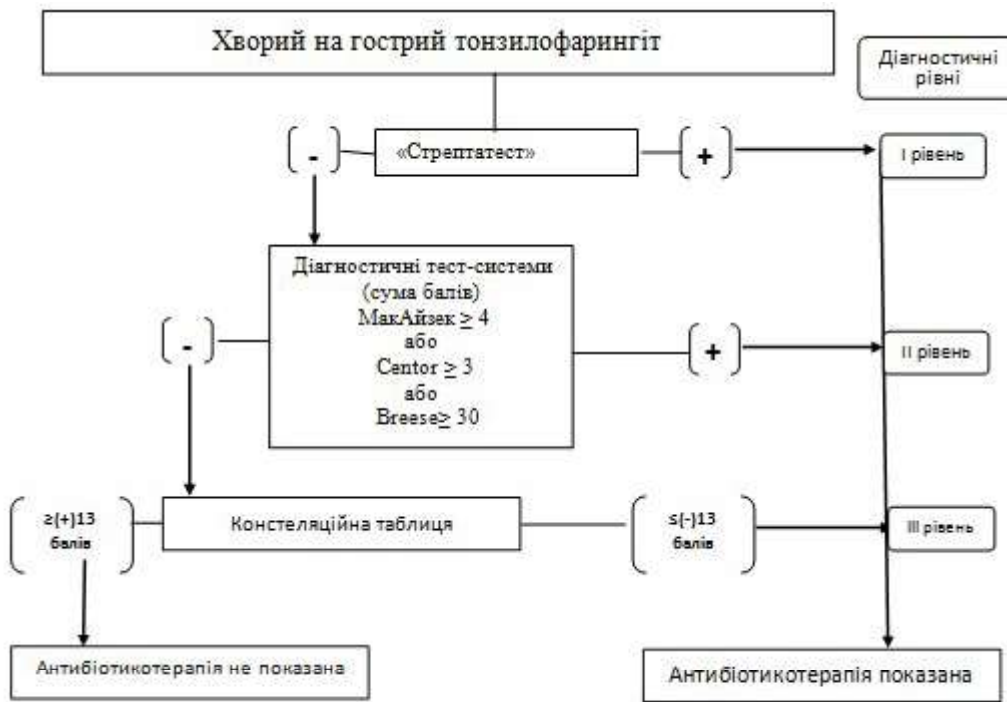 Хворий на гострий тонзилофарингіт
Діагностичні
рівні
-
«Стрептатест»
+
І рівень
Діагностичні тест-системи
(сума балів)
МакАйзек ≥ 4
або
Centor ≥ 3
або
Breese≥ 30
-
+
ІІ рівень
≥(+)13
балів
Констеляційна таблиця
≤(-)13
балів
ІІІ рівень
Антибіотикотерапія не показана
Антибіотикотерапія показана